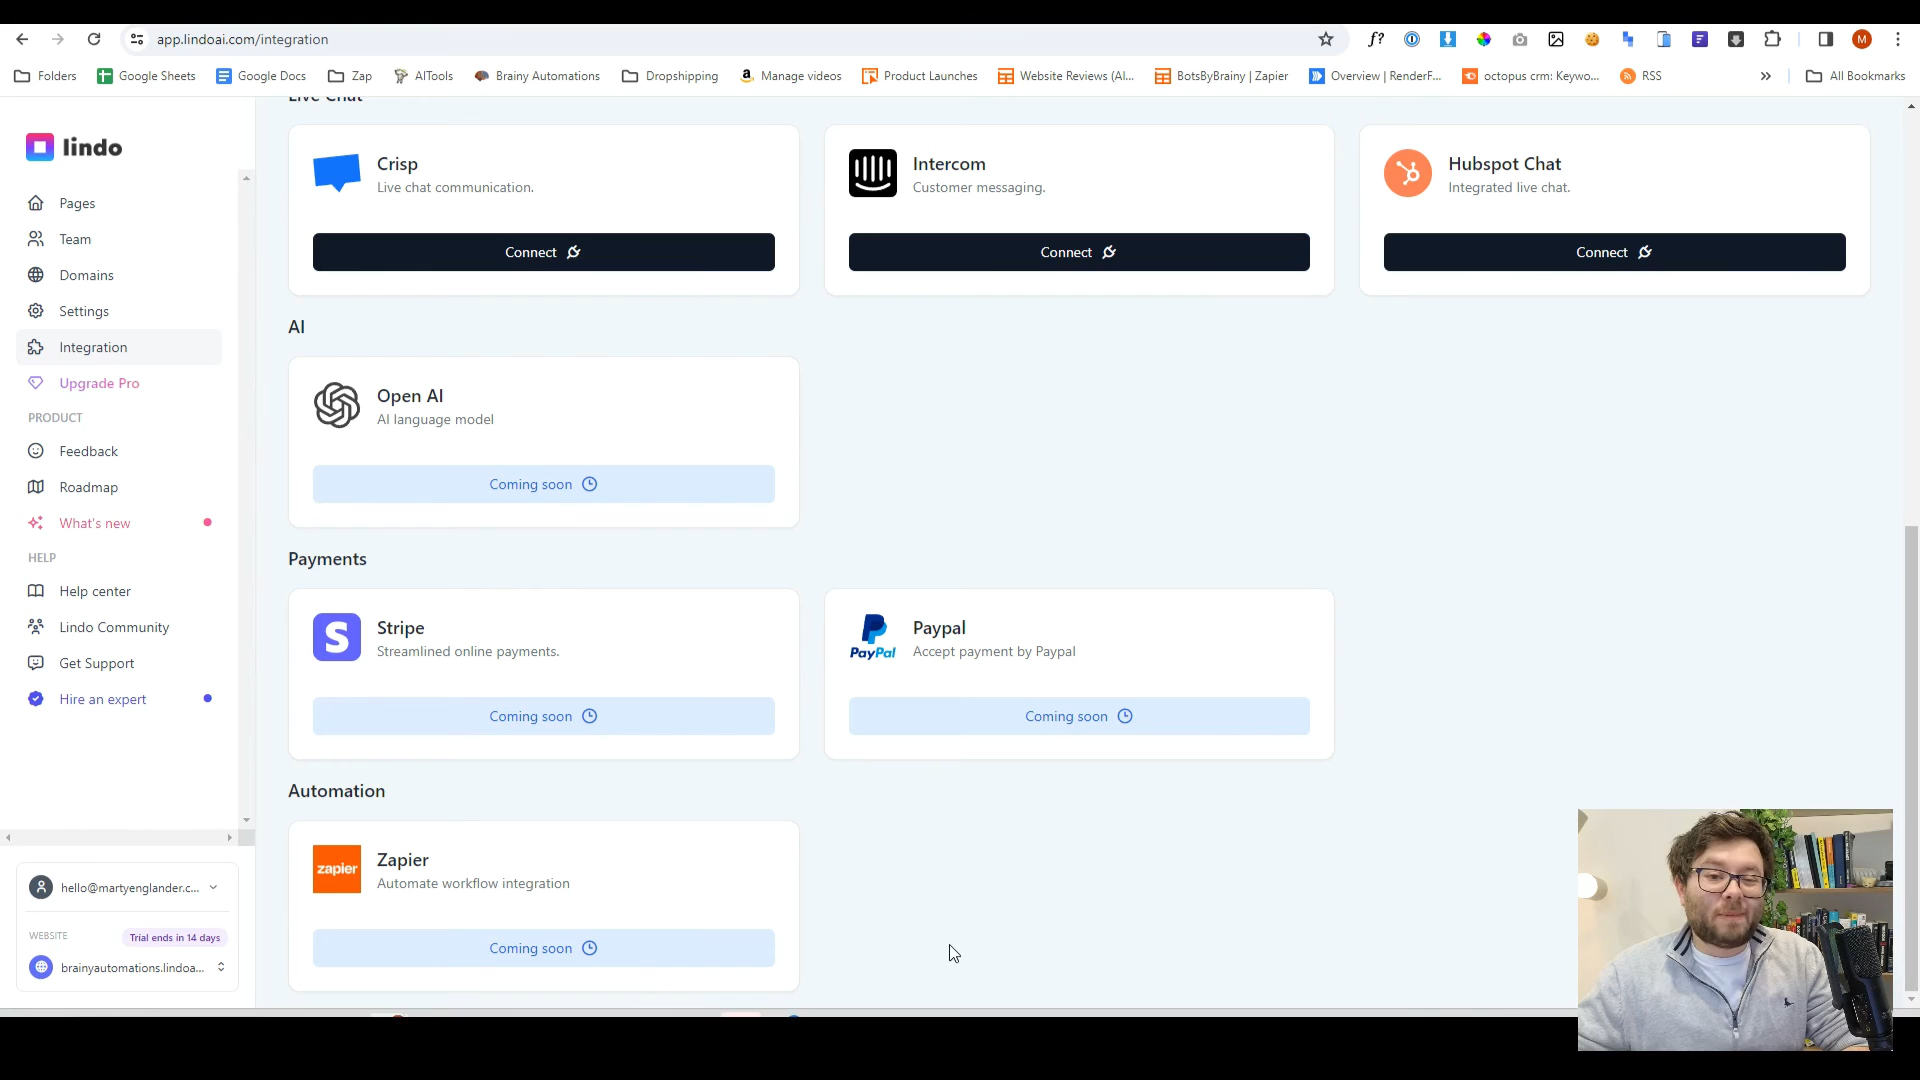 app.lindoai.com/integration
f?
M
Folders
Google Sheets
Google Docs
Zap
AITools
Brainy Automations
Dropshipping
Manage videos
Product Launches
Website Reviews (AI...
BotsByBrainy | Zapier
Overview | RenderF...
octopus crm: Keywo...
RSS
All Bookmarks
lindo
Pages
Team
Domains
Settings
Integration
Upgrade Pro
PRODUCT
Feedback
Roadmap
What's new
HELP
Help center
Lindo Community
Get Support
Hire an expert
hello@martyenglander.c...
WEBSITE
Trial ends in 14 days
brainyautomations.lindoa...
Live Chat
Crisp
Live chat communication.
Connect
Intercom
Customer messaging.
Connect
Hubspot Chat
Integrated live chat.
Connect
AI
Open AI
AI language model
Coming soon
Payments
Stripe
Streamlined online payments.
Coming soon
PayPal
Paypal
Accept payment by Paypal
Coming soon
Automation
zapier
Zapier
Automate workflow integration
Coming soon